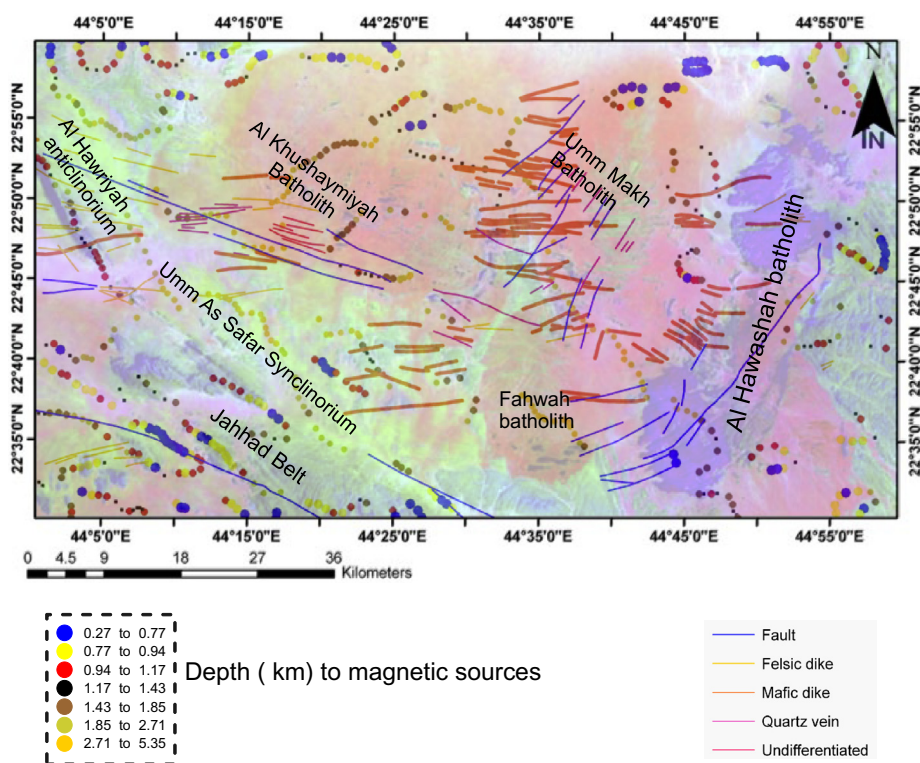 44°5'0"E 44°15'0"E 44°25'0"E 44°35'0"E 44°45'0"E 44°55'0"E
N
IN
22°55'0"N 22°55'0"N
22°50'0"N 22°50'0"N
22°45'0"N 22°45'0"N
22°40'0"N 22°40'0"N
22°35'0"N 22°35'0"N
Al Hawriyah
anticlinorium
Al Khushaymiyah
Batholith
Umm Makh
Batholith
Al Hawashah batholith
Umm As Safar Synclinorium
Fahwah
batholith
Jahhad Belt
44°5'0"E 44°15'0"E 44°25'0"E 44°35'0"E 44°45'0"E 44°55'0"E
0 4.5 9 18 27 36
Kilometers
0.27 to 0.77
0.77 to 0.94
0.94 to 1.17
1.17 to 1.43
1.43 to 1.85
1.85 to 2.71
2.71 to 5.35
Depth ( km) to magnetic sources
Fault
Felsic dike
Mafic dike
Quartz vein
Undifferentiated